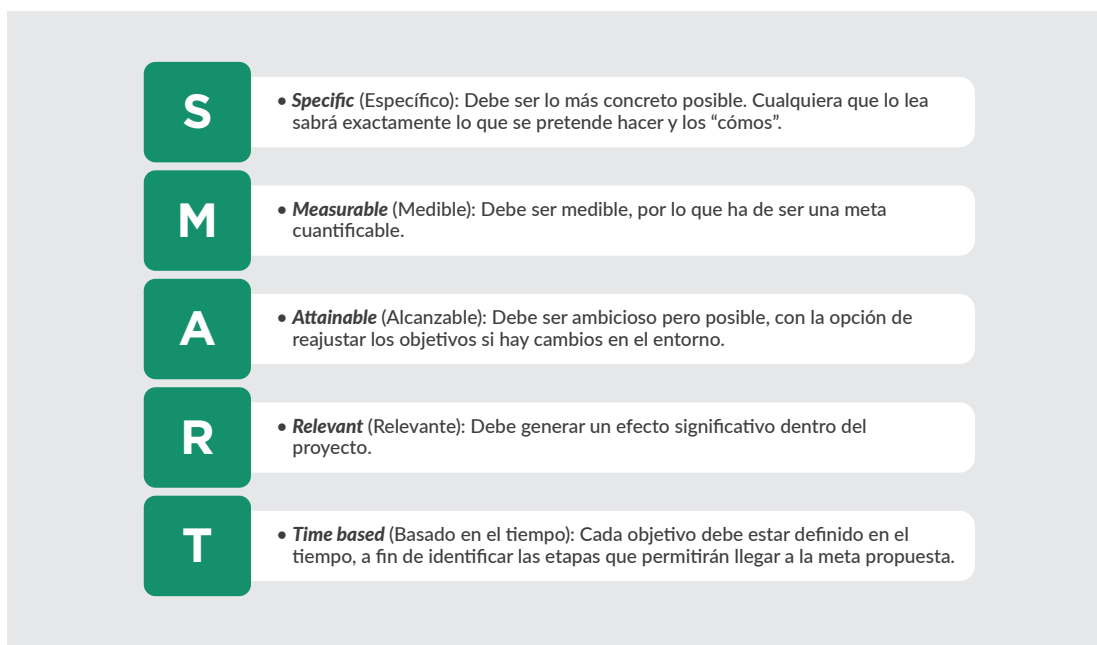 S
• Specific (Específico): Debe ser lo más concreto posible. Cualquiera que lo lea
sabrá exactamente lo que se pretende hacer y los “cómos”.
M
• Measurable (Medible): Debe ser medible, por lo que ha de ser una meta
cuantificable.
A
• Attainable (Alcanzable): Debe ser ambicioso pero posible, con la opción de
reajustar los objetivos si hay cambios en el entorno.
R
• Relevant (Relevante): Debe generar un efecto significativo dentro del
proyecto.
T
• Time based (Basado en el tiempo): Cada objetivo debe estar definido en el
tiempo, a fin de identificar las etapas que permitirán llegar a la meta propuesta.